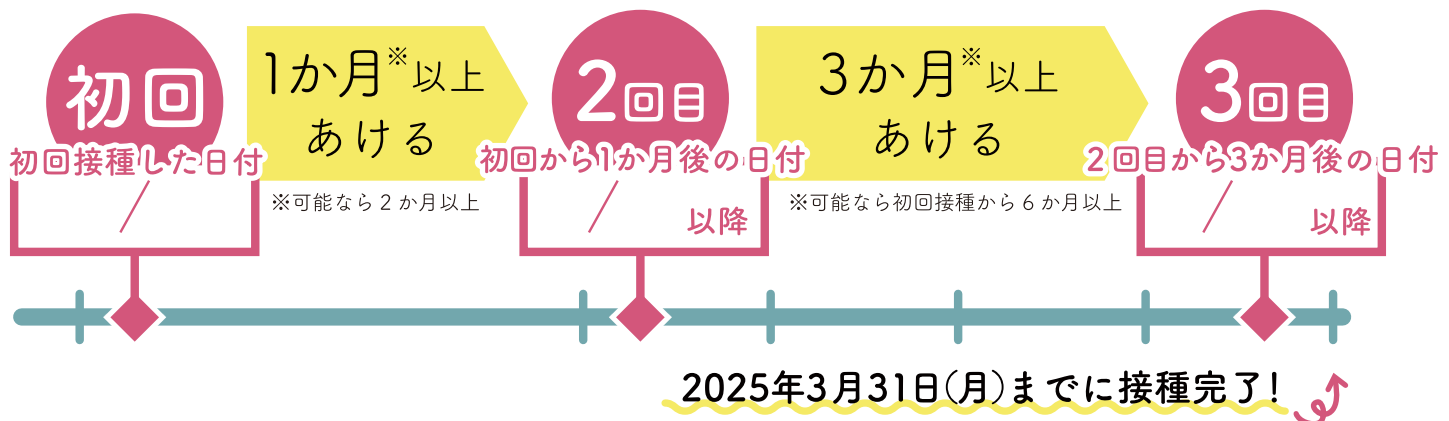 初回
1か月※以上
あける
2回目
3か月※以上
あける
3回目
初回接種した日付
初回から1か月後の日付
2回目から3か月後の日付
/
※可能なら2か月以上
/
以降
※可能なら初回接種から6か月以上
/
以降
2025年3月31日(月)までに接種完了!